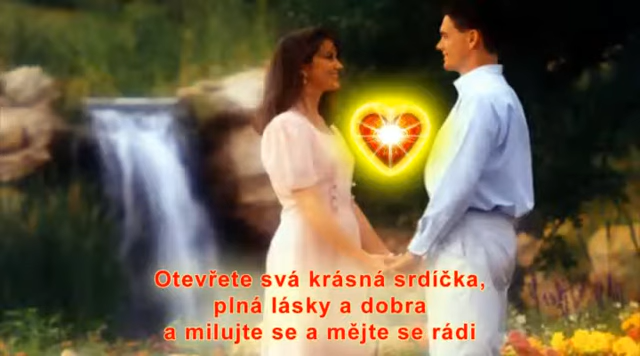 Otevřete svá krásná srdíčka,
plná lásky a dobra
a milujte se a mějte se rádi